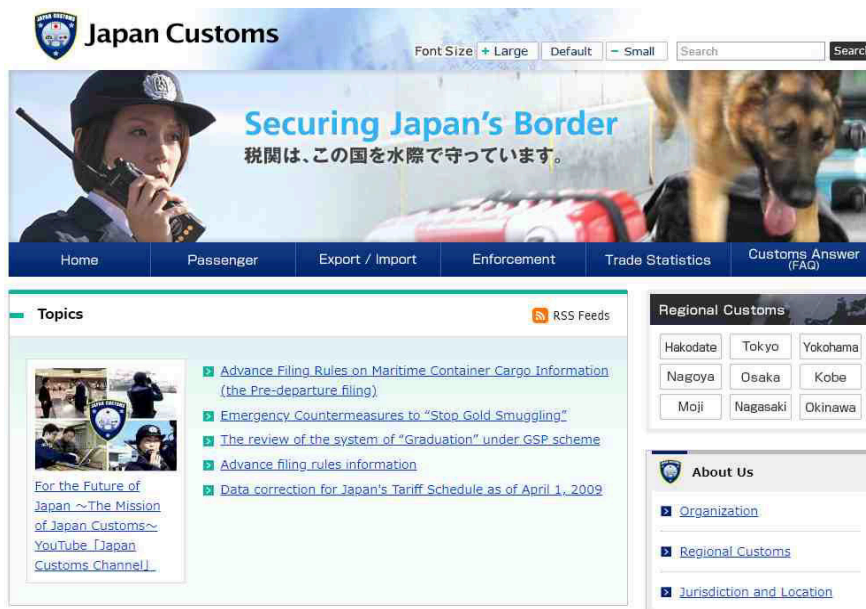 JAPAN CUSTOMS
Japan Customs
Font Size + Large Default − Small Search Search
Securing Japan's Border
税関は、この国を水際で守っています。
Home Passenger Export / Import Enforcement Trade Statistics Customs Answer
(FAQ)
Topics
RSS Feeds
Advance Filing Rules on Maritime Container Cargo Information
(the Pre-departure filing)
Emergency Countermeasures to “Stop Gold Smuggling”
The review of the system of “Graduation” under GSP scheme
Advance filing rules information
Data correction for Japan's Tariff Schedule as of April 1, 2009
JAPAN CUSTOMS
For the Future of
Japan ～The Mission
of Japan Customs～
YouTube「Japan
Customs Channel」
Regional Customs
Hakodate Tokyo Yokohama
Nagoya Osaka Kobe
Moji Nagasaki Okinawa
About Us
Organization
Regional Customs
Jurisdiction and Location